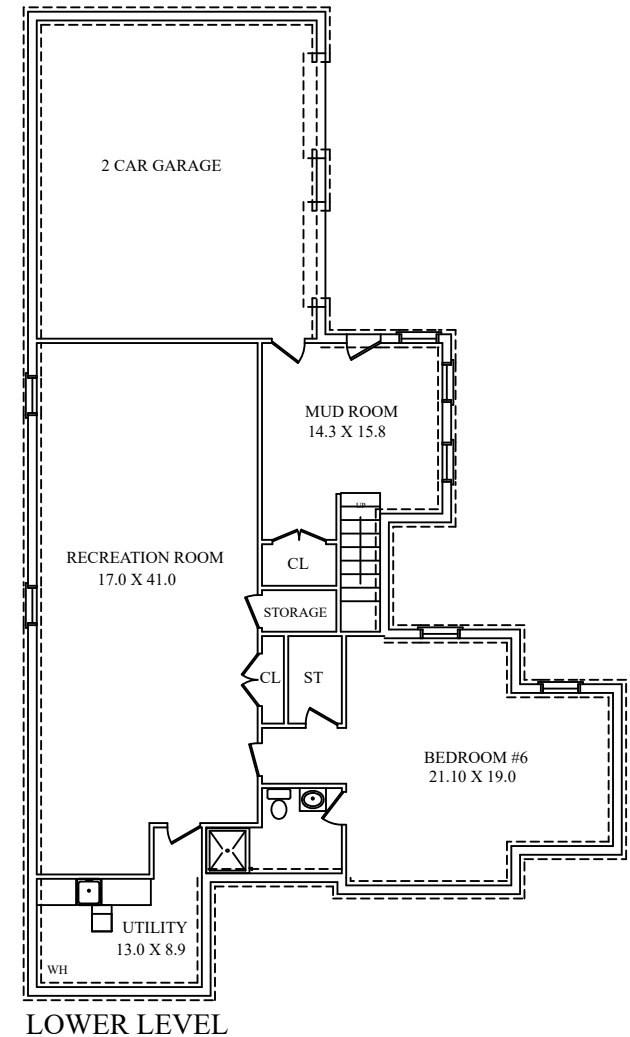 2 CAR GARAGE
MUD ROOM
14.3 X 15.8
UP
RECREATION ROOM
17.0 X 41.0
CL
STORAGE
CL
ST
BEDROOM #6
21.10 X 19.0
UTILITY
13.0 X 8.9
WH
LOWER LEVEL